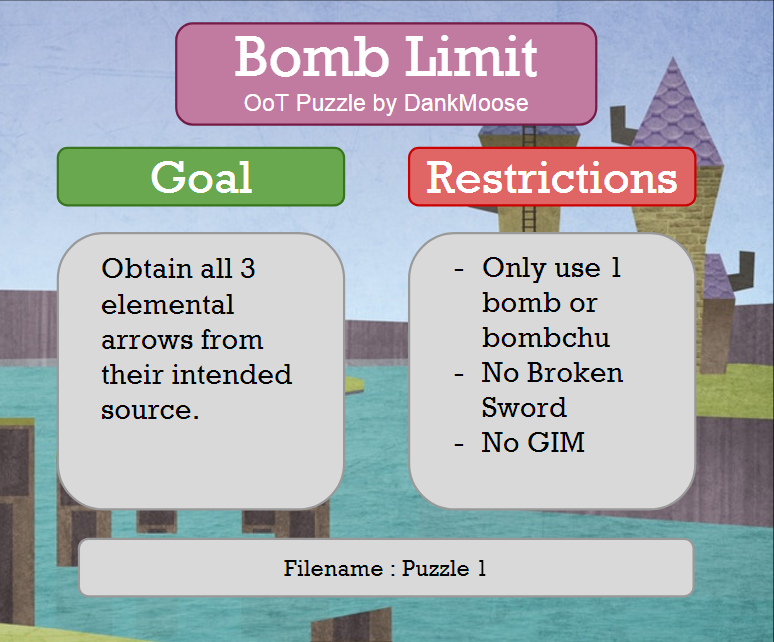 Bomb Limit
OoT Puzzle by DankMoose
Goal
Restrictions
Obtain all 3
elemental
arrows from
their intended
source.
- Only use 1
bomb or
bombchu
- No Broken
Sword
- No GIM
Filename : Puzzle 1